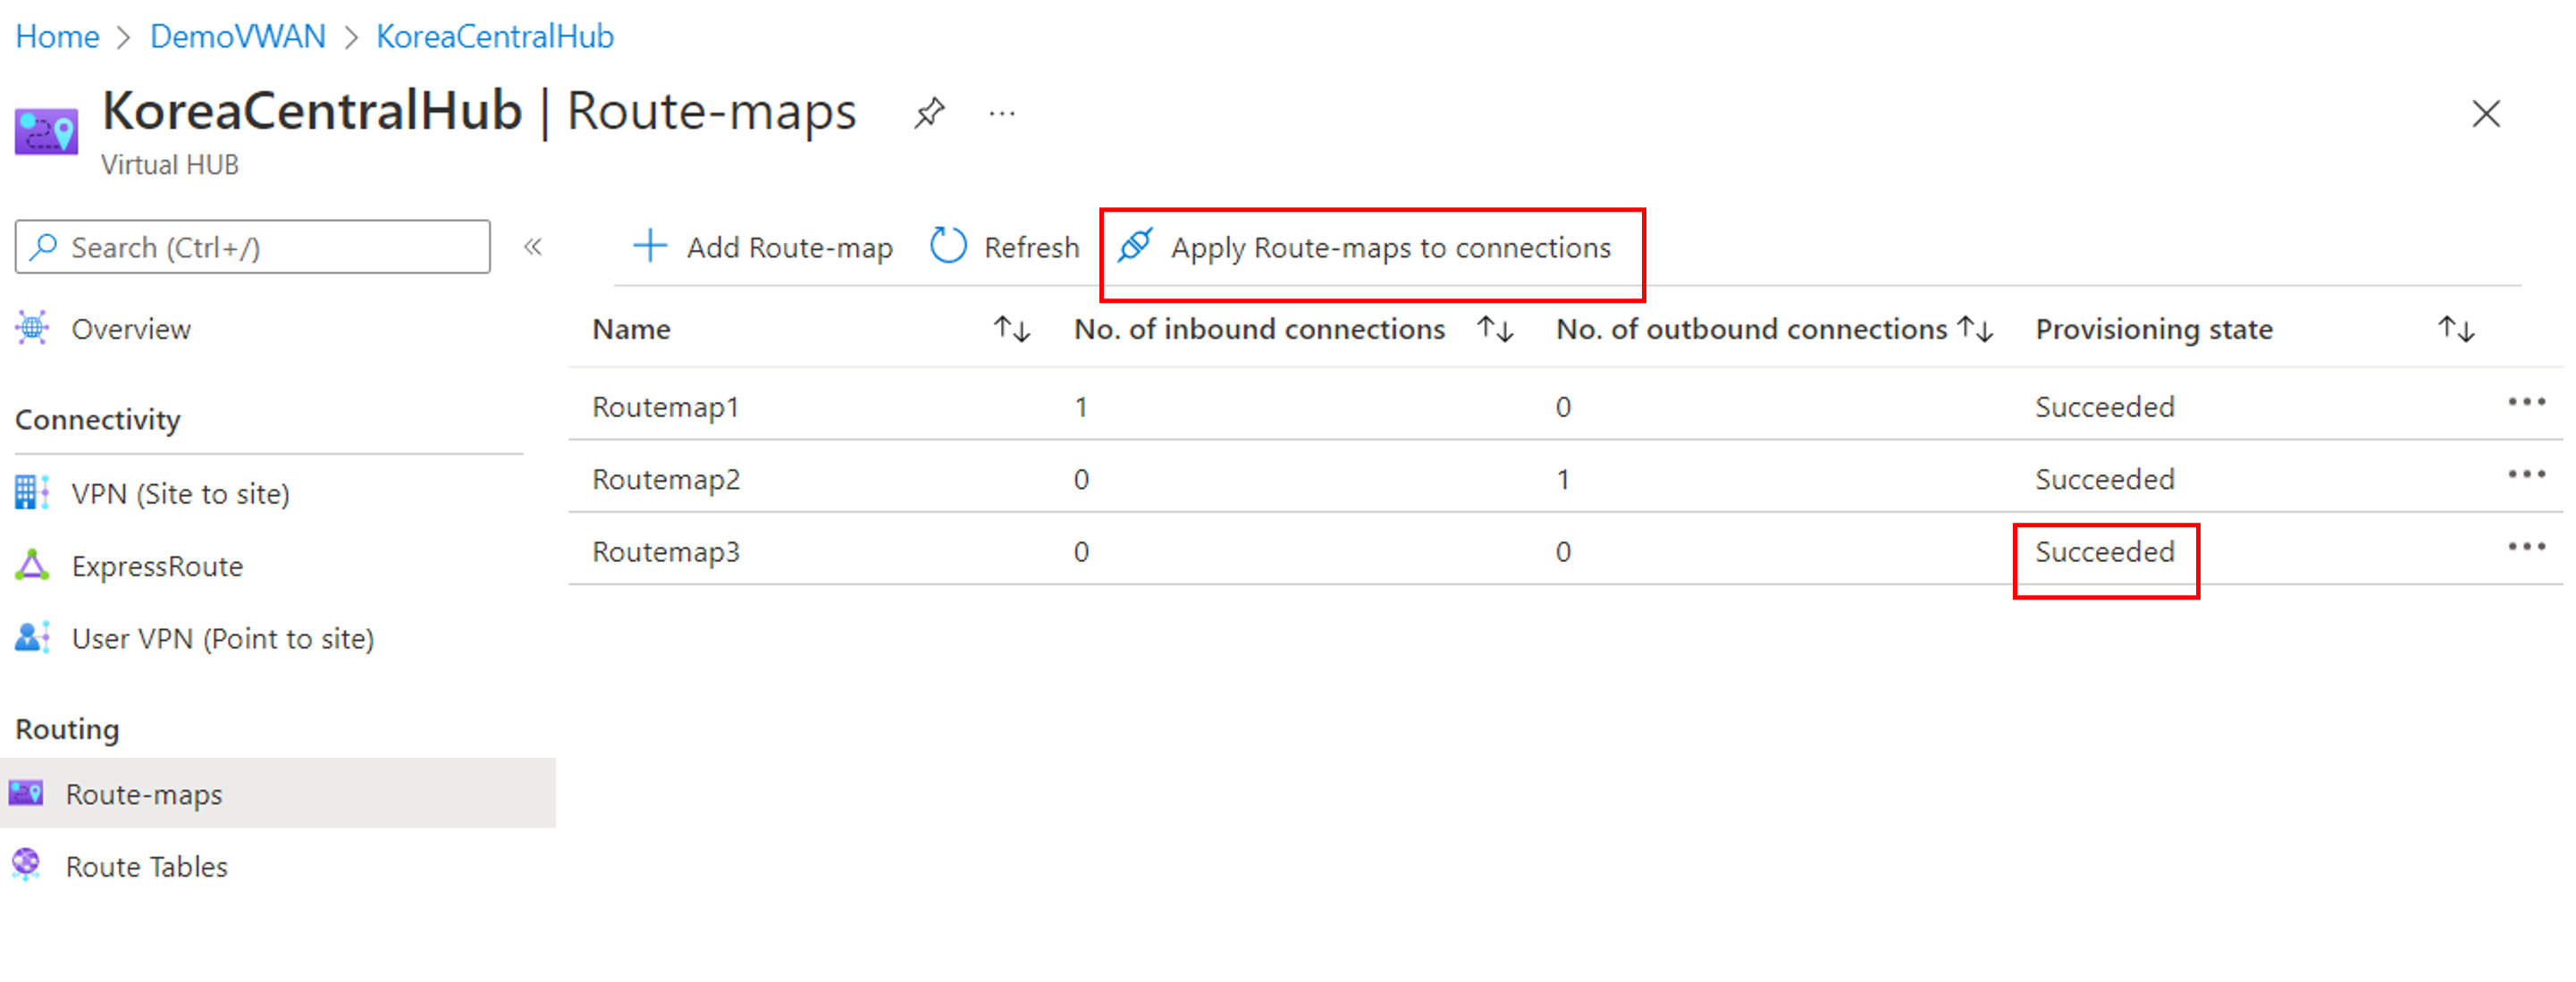 Home > DemoVWAN > KoreaCentralHub
KoreaCentralHub | Route-maps ...
Virtual HUB
Search (Ctrl+/) «
+ Add Route-map Refresh Apply Route-maps to connections
Overview
Name ↑↓ No. of inbound connections ↑↓ No. of outbound connections ↑↓ Provisioning state ↑↓
Routemap1 1 0 Succeeded ...
Routemap2 0 1 Succeeded ...
Routemap3 0 0 Succeeded ...
Connectivity
VPN (Site to site)
ExpressRoute
User VPN (Point to site)
Routing
Route-maps
Route Tables